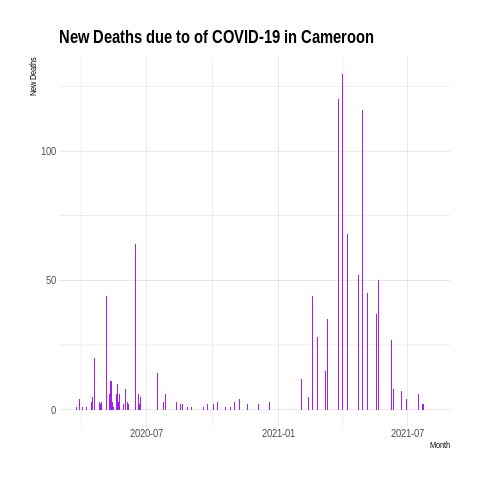 New Deaths due to of COVID-19 in Cameroon
New Deaths
100
50
0
2020-07
2021-01
2021-07
Month